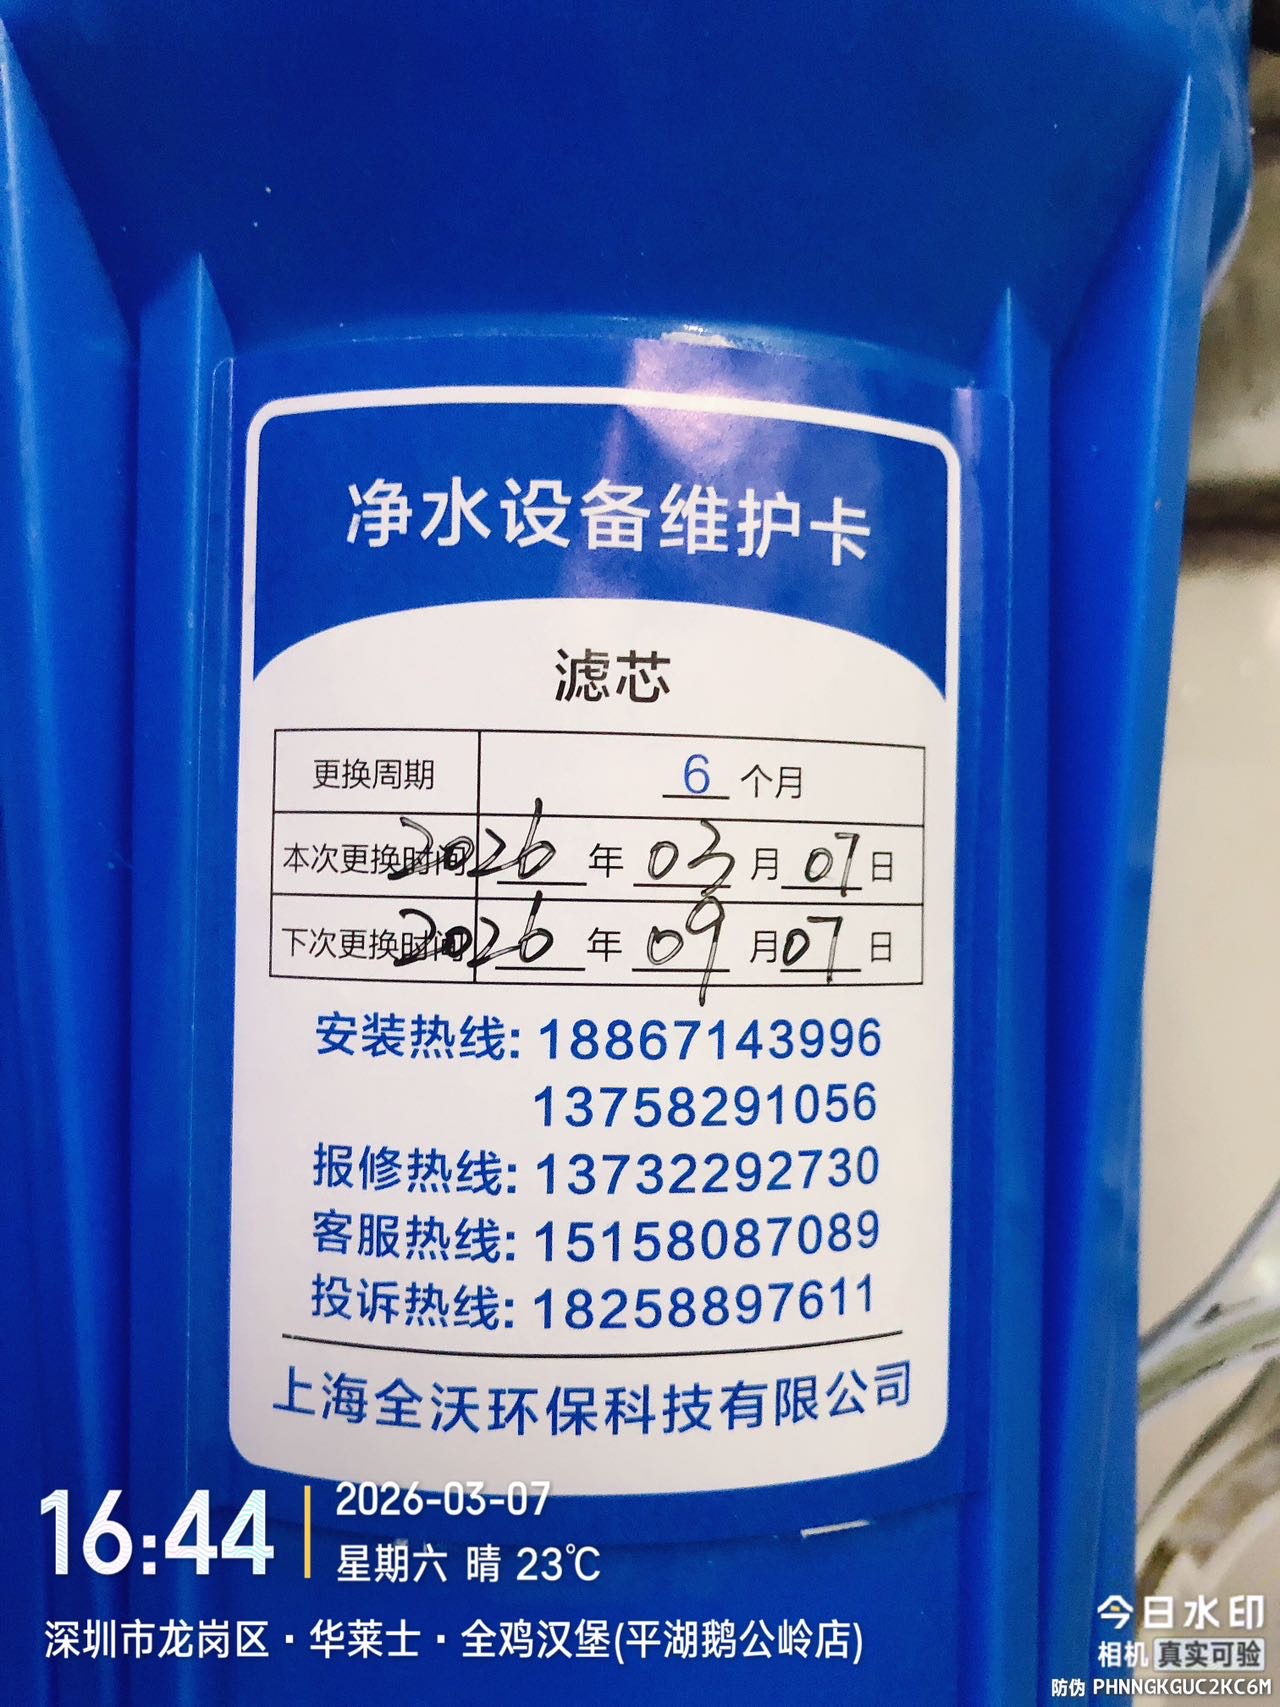 净水设备维护卡
滤芯
更换周期 6 个月
本次更换时间 2026 年 03 月 07 日
下次更换时间 2026 年 09 月 07 日
安装热线: 18867143996
13758291056
报修热线: 13732292730
客服热线: 15158087089
投诉热线: 18258897611
上海全沃环保科技有限公司
16:44
2026-03-07
星期六 晴 23℃
深圳市龙岗区·华莱士·全鸡汉堡(平湖鹅公岭店)
今日水印
相机 真实可验
防伪 PHNNGKGUC2KC6M